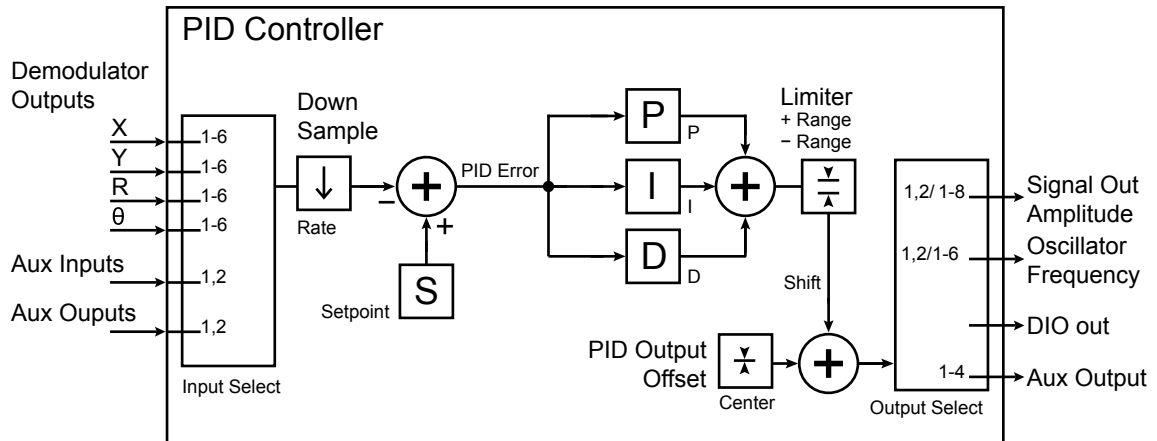 PID Controller
Demodulator
Outputs
X
1-6
Y
1-6
R
1-6
θ
1-6
Aux Inputs
1,2
Aux Ouputs
1,2
Input Select
Down
Sample
↓
Rate
−
+
+
S
Setpoint
PID Error
P
P
I
I
D
D
+
Limiter
+ Range
− Range
Shift
PID Output
Offset
Center
+
1,2/ 1-8
Signal Out
Amplitude
1,2/1-6
Oscillator
Frequency
DIO out
1-4
Aux Output
Output Select